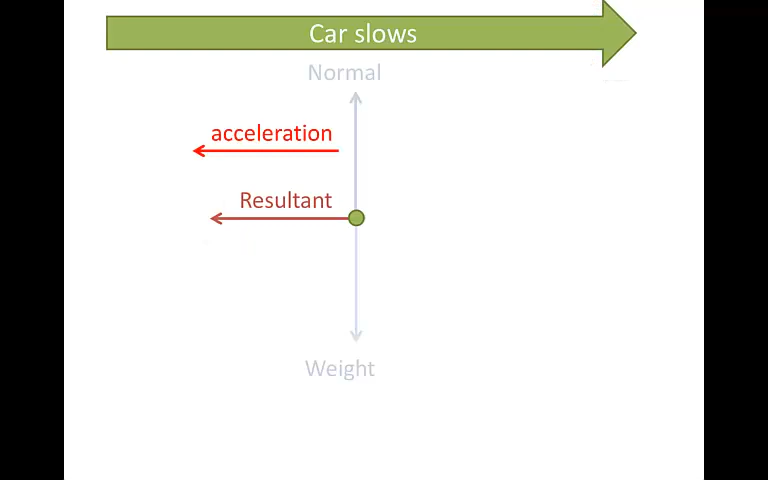 Car slows
Normal
acceleration
Resultant
Weight